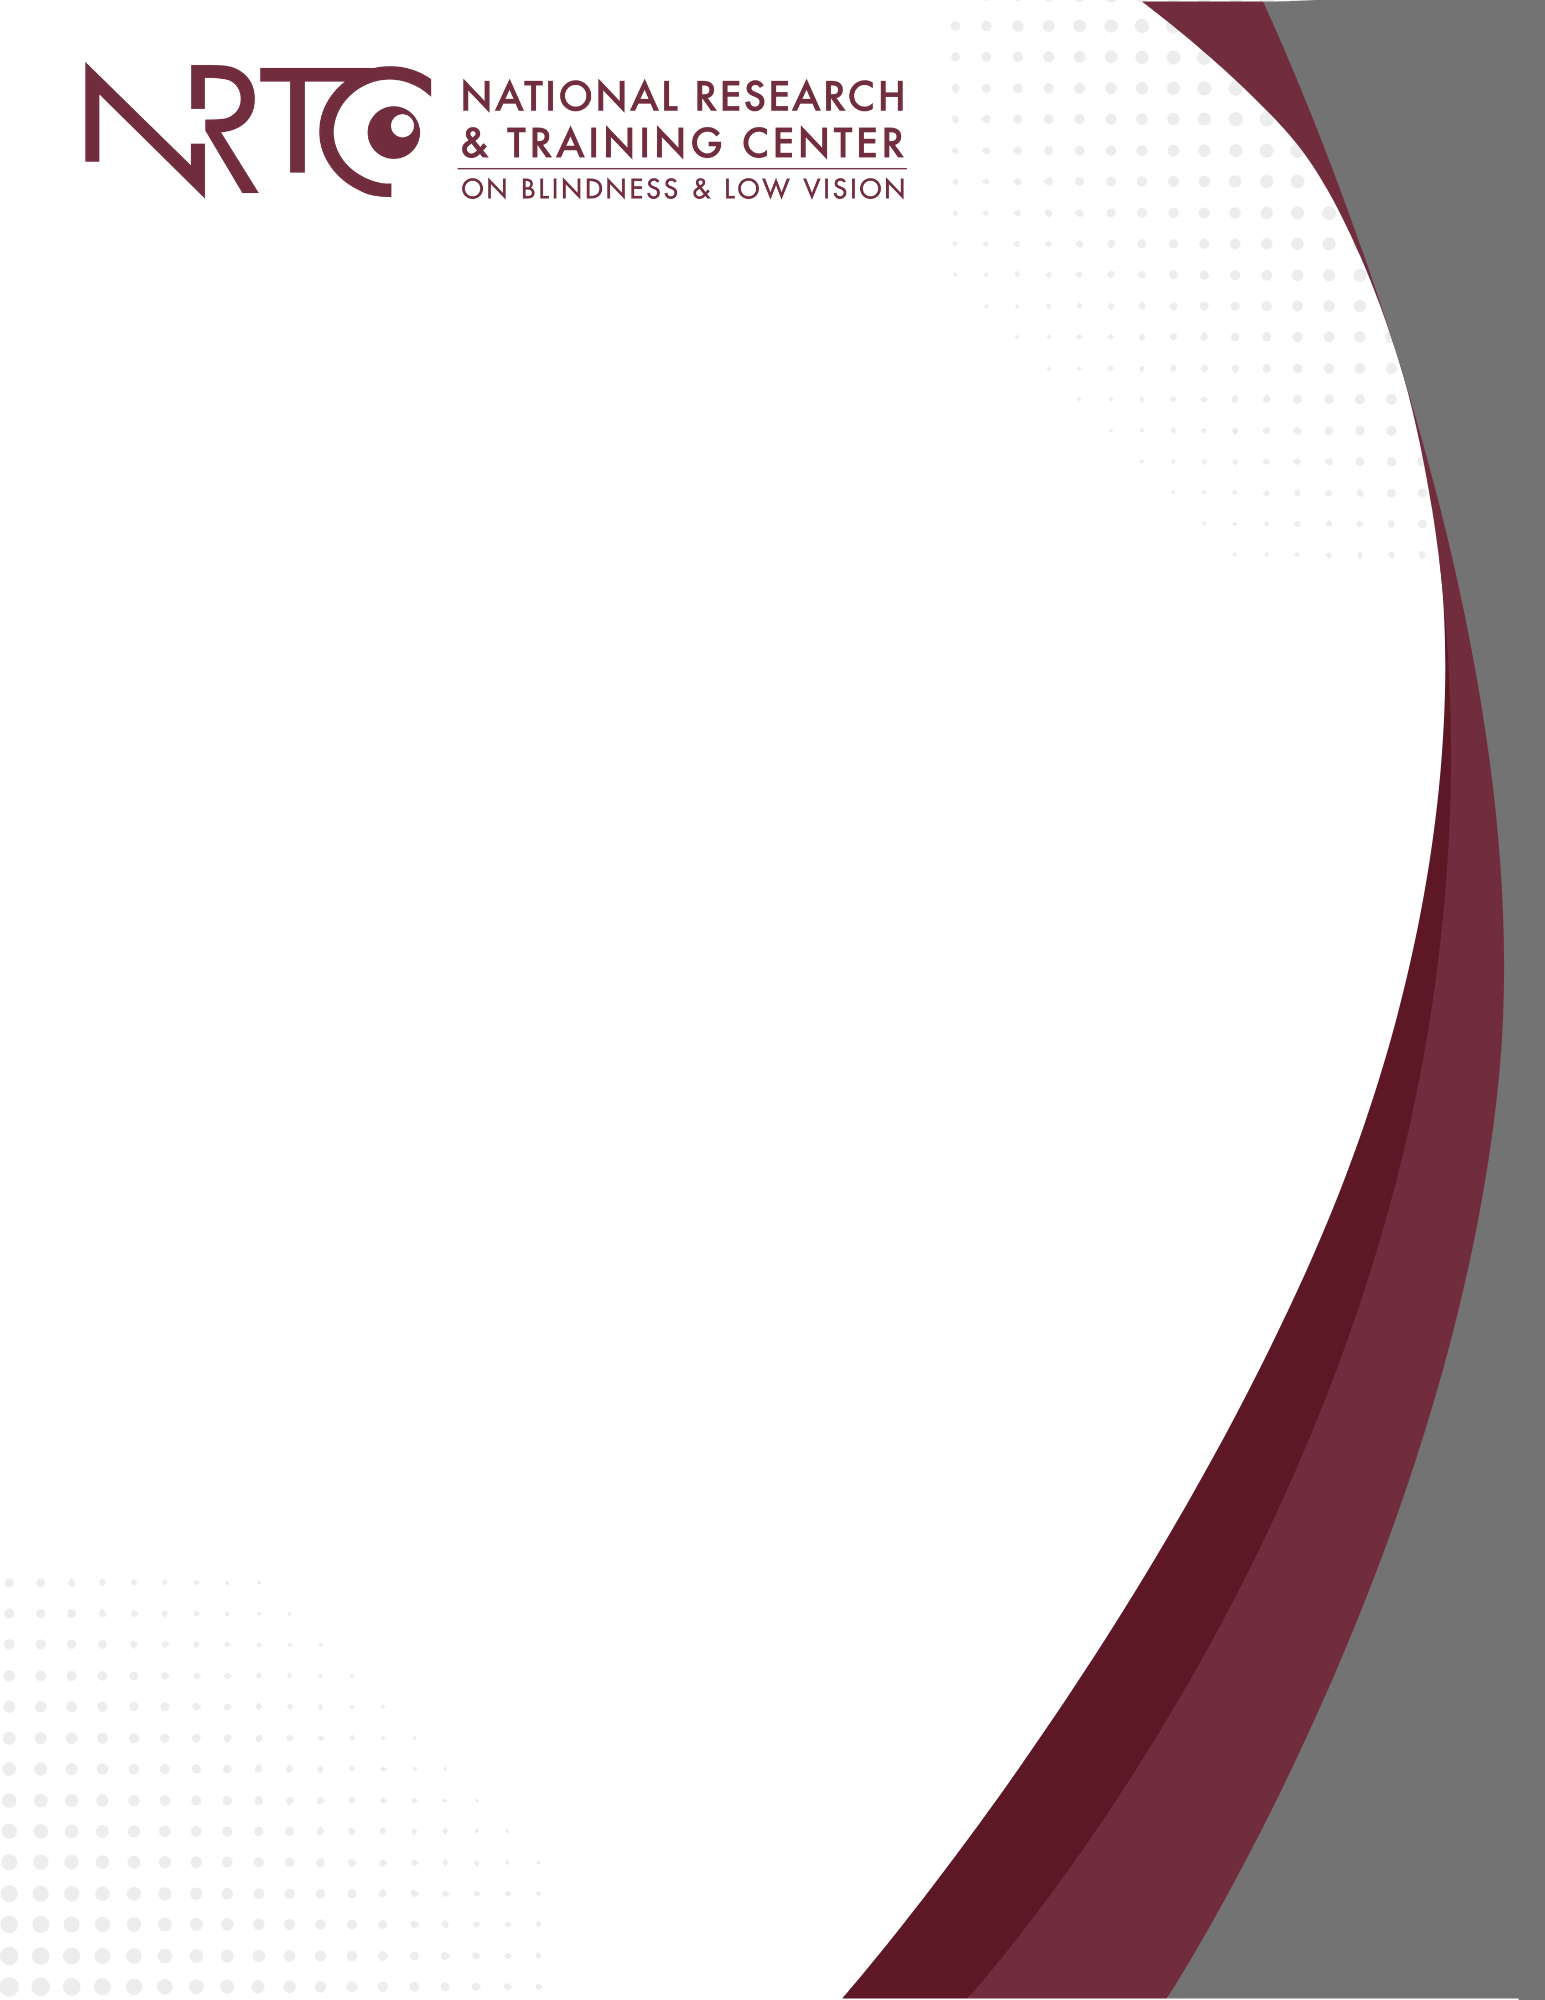 NRTC
NATIONAL RESEARCH
& TRAINING CENTER
ON BLINDNESS & LOW VISION